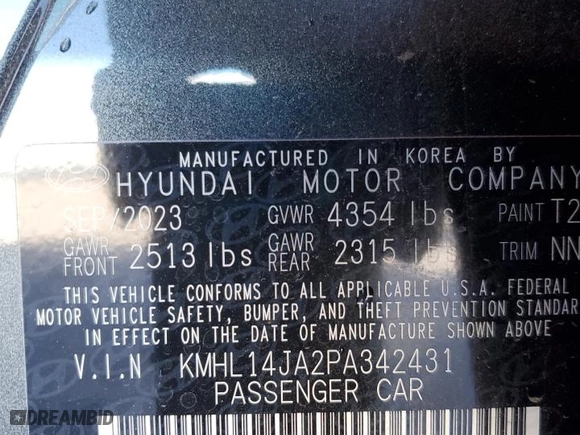 MANUFACTURED IN KOREA BY
HYUNDAI MOTOR COMPANY
SEP/2023 GVWR 4354 lbs PAINT T2
GAWR FRONT 2513 lbs GAWR REAR 2315 lbs TRIM NN
THIS VEHICLE CONFORMS TO ALL APPLICABLE U.S.A. FEDERAL
MOTOR VEHICLE SAFETY, BUMPER, AND THEFT PREVENTION STANDAR
IN EFFECT ON THE DATE OF MANUFACTURE SHOWN ABOVE
V.I.N KMHL14JA2PA342431
PASSENGER CAR
DREAMBID